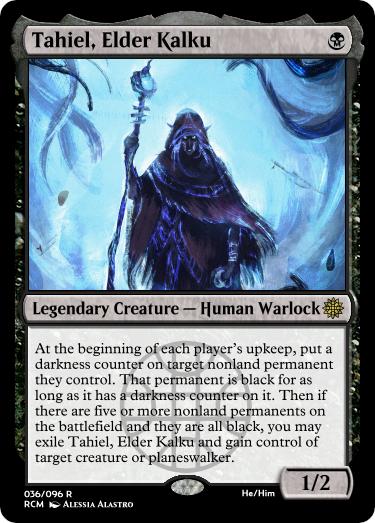 Tahiel, Elder Kalku
Legendary Creature — Human Warlock
At the beginning of each player's upkeep, put a
darkness counter on target nonland permanent
they control. That permanent is black for as
long as it has a darkness counter on it. Then if
there are five or more nonland permanents on
the battlefield and they are all black, you may
exile Tahiel, Elder Kalku and gain control of
target creature or planeswalker.
1/2
036/096 R
RCM Alessia Alastro
He/Him